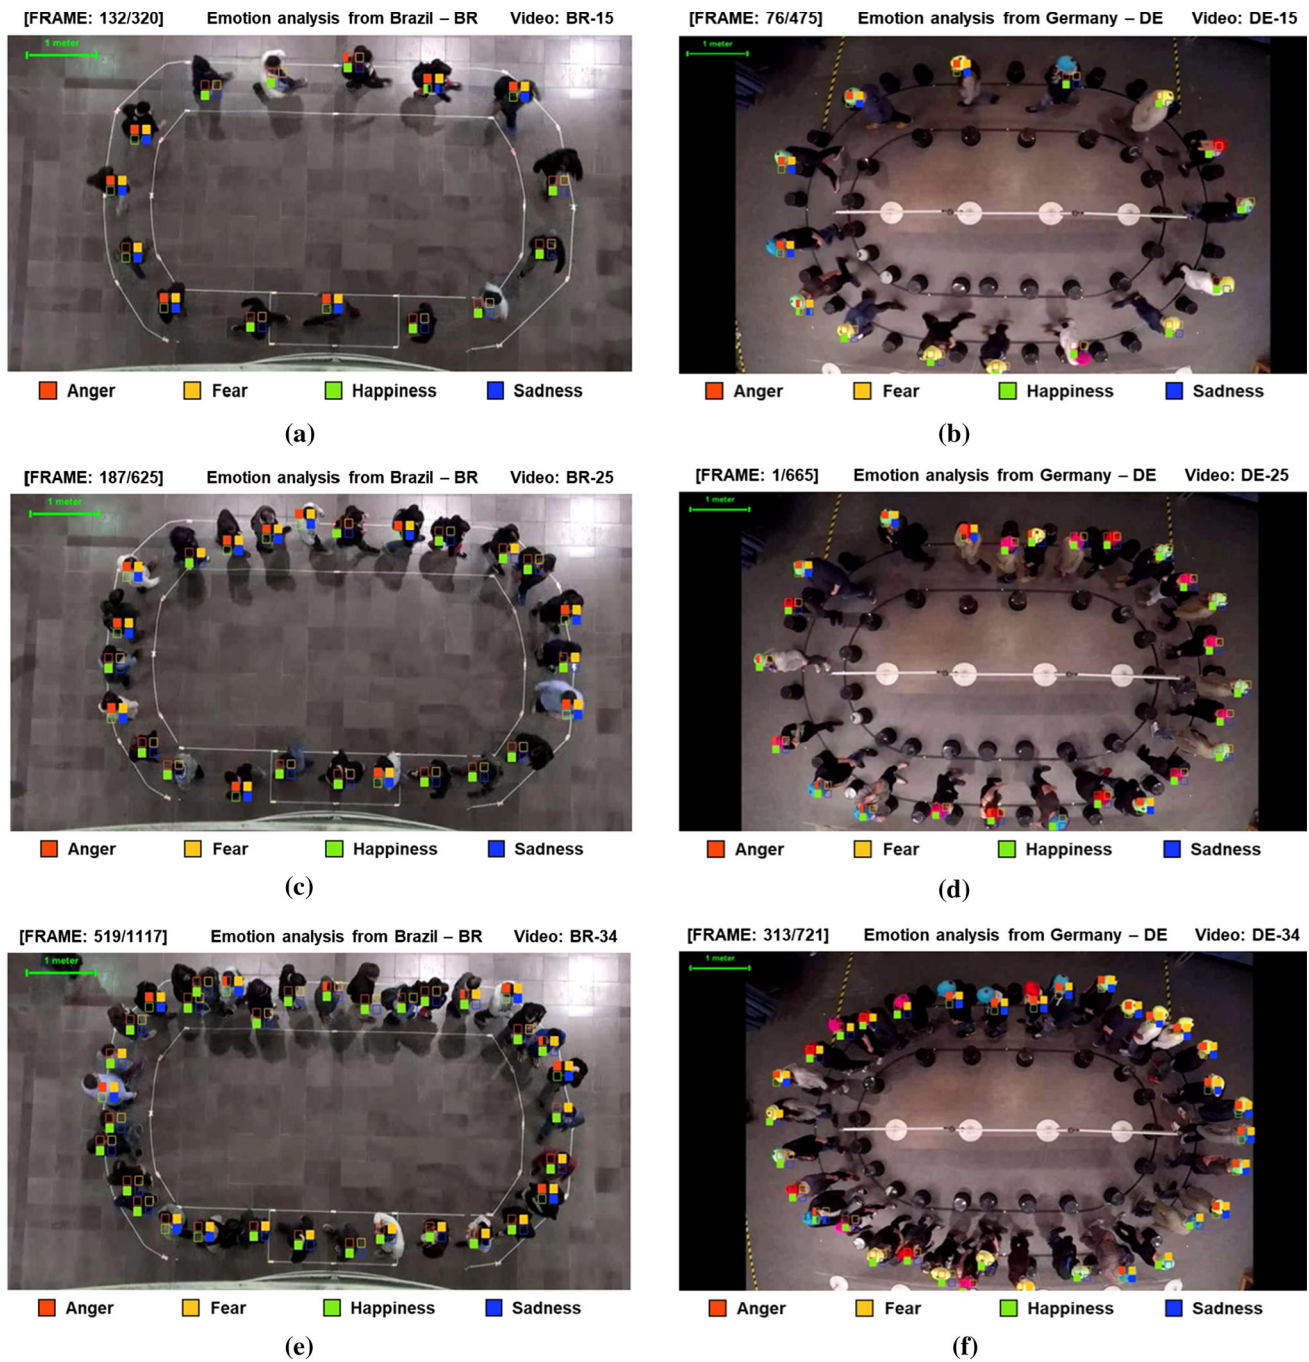 [FRAME: 132/320] Emotion analysis from Brazil – BR Video: BR-15
1 meter
Anger Fear Happiness Sadness
(a)
[FRAME: 76/475] Emotion analysis from Germany – DE Video: DE-15
1 meter
Anger Fear Happiness Sadness
(b)
[FRAME: 187/625] Emotion analysis from Brazil – BR Video: BR-25
1 meter
Anger Fear Happiness Sadness
(c)
[FRAME: 1/665] Emotion analysis from Germany – DE Video: DE-25
1 meter
Anger Fear Happiness Sadness
(d)
[FRAME: 519/1117] Emotion analysis from Brazil – BR Video: BR-34
1 meter
Anger Fear Happiness Sadness
(e)
[FRAME: 313/721] Emotion analysis from Germany – DE Video: DE-34
1 meter
Anger Fear Happiness Sadness
(f)